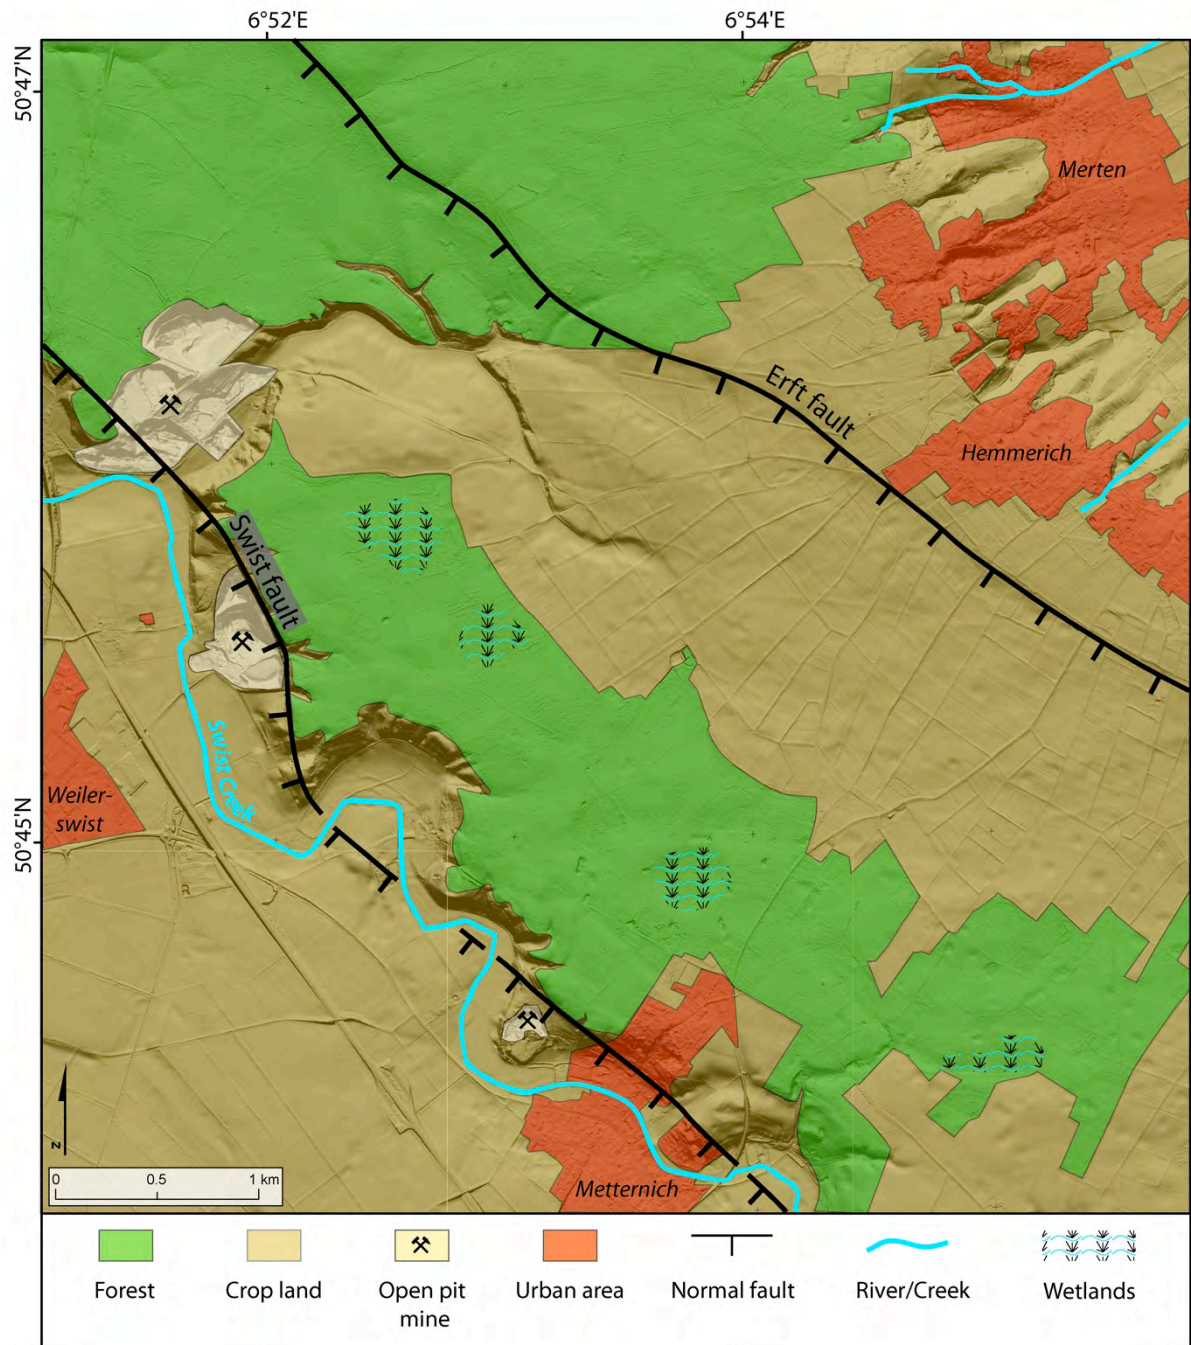 6°52'E
6°54'E
50°47'N
Merten
Erft fault
Hemmerich
Swist fault
Swist Creek
Weiler-
swist
50°45'N
z
0 0.5 1 km
Metternich
Forest
Crop land
Open pit
mine
Urban area
Normal fault
River/Creek
Wetlands